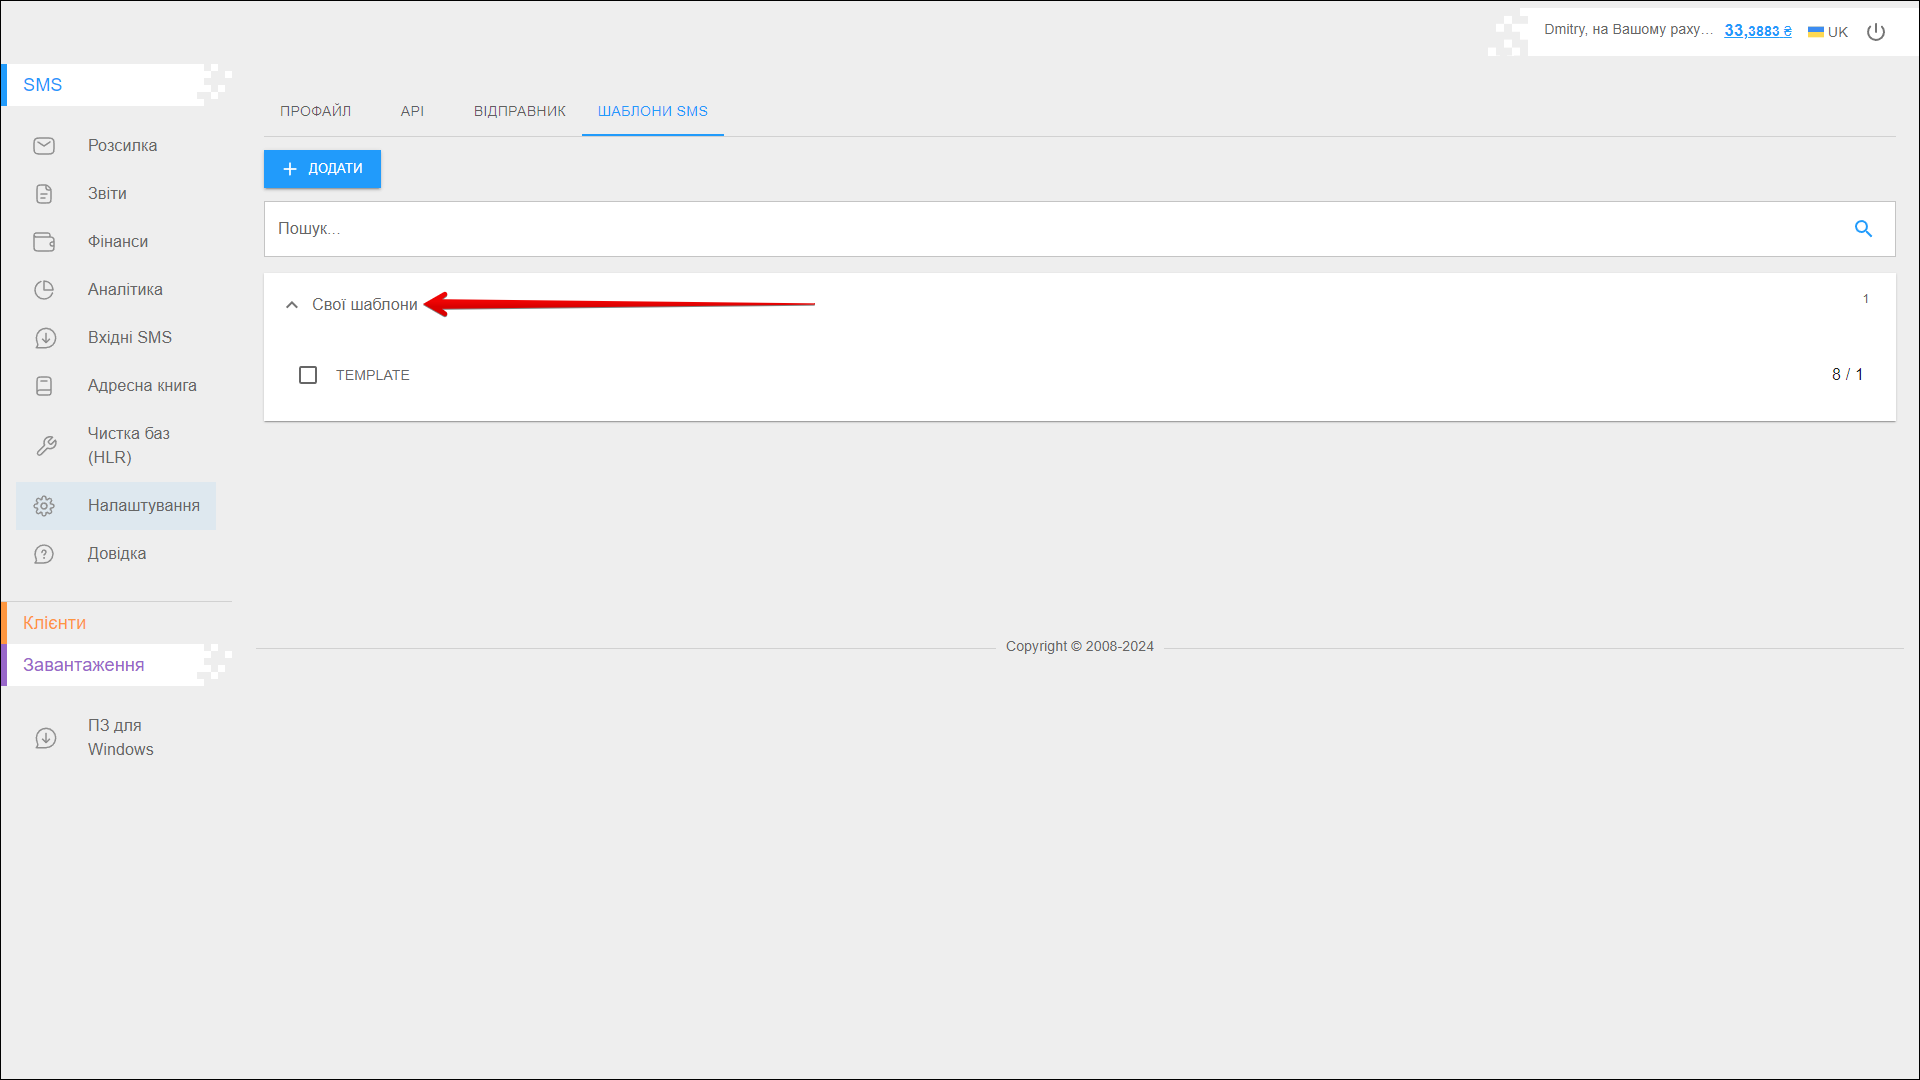 Dmitry, на Вашому раху...
33,3883 ₴
UK
SMS
Розсилка
Звіти
Фінанси
Аналітика
Вхідні SMS
Адресна книга
Чистка баз
(HLR)
Налаштування
Довідка
Клієнти
Завантаження
ПЗ для
Windows
ПРОФАЙЛ
API
ВІДПРАВНИК
ШАБЛОНИ SMS
ДОДАТИ
Пошук...
Свої шаблони
1
TEMPLATE
8 / 1
Copyright © 2008-2024